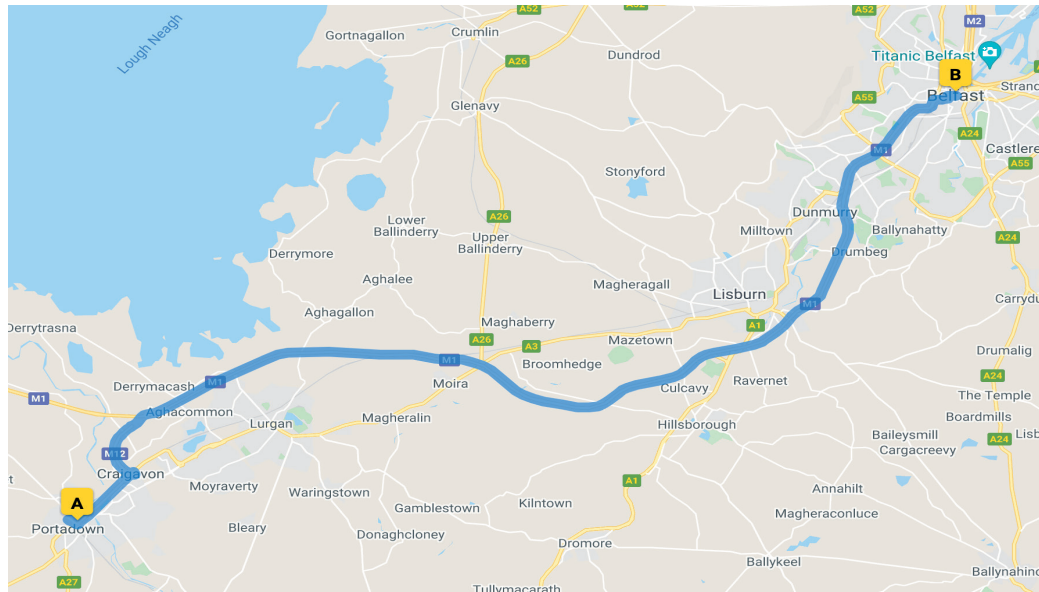 A52
A52
M2
Gortnagallon
Crumlin
Lough Neagh
Dundrod
Titanic Belfast
A26
B
Belfast
A55
Glenavy
A24
Castlere
M1
A55
Stonyford
Lower
Ballinderry
A26
Dunmurry
Milltown
Ballynahatty
A24
Upper
Ballinderry
Derrymore
Drumbeg
Aghalee
Magheragall
Lisburn
M1
Aghagallon
Maghaberry
A1
Derrytrasna
A26
A3
Mazetown
Drumalig
M1
Broomhedge
A24
Derrymacash
M1
Moira
Culcavy
Ravernet
M1
The Temple
Aghacommon
Magheralin
Boardmills
Lurgan
Hillsborough
Baileysmill
A24
M12
Cargacreevy
Craigavon
A1
Moyraverty
Waringstown
Annahilt
A
Kilntown
Gamblestown
Magheraconluce
Portadown
Bleary
Donaghcloney
Dromore
Ballykeel
A27
Tullymacarath